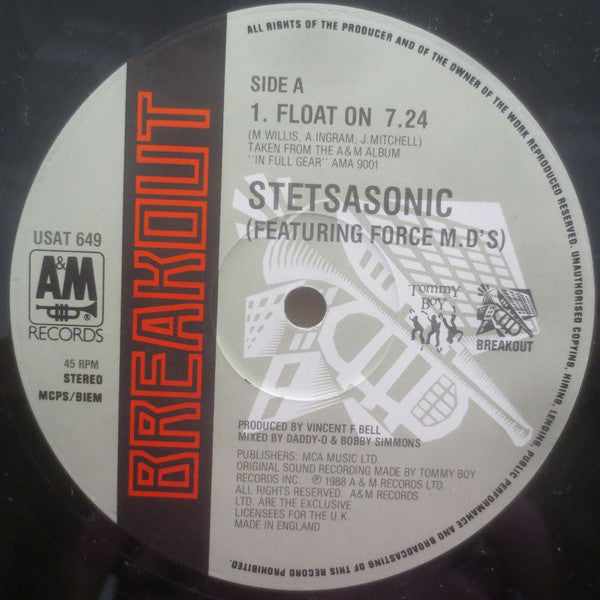 ALL RIGHTS OF THE PRODUCER AND OF THE OWNER OF THE WORK REPRODUCED RESERVED. UNAUTHORISED COPYING, HIRING, LENDING, PUBLIC PERFORMANCE AND BROADCASTING OF THIS RECORD PROHIBITED.
SIDE A
1. FLOAT ON 7.24
(M.WILLIS, A.INGRAM, J.MITCHELL)
TAKEN FROM THE A&M ALBUM
"IN FULL GEAR" AMA 9001
STETSASONIC
(FEATURING FORCE M.D'S)
USAT 649
A&M
RECORDS
45 RPM
STEREO
MCPS/BIEM
BREAKOUT
Tommy
BOY
BREAKOUT
PRODUCED BY VINCENT F BELL
MIXED BY DADDY-O & BOBBY SIMMONS
PUBLISHERS: MCA MUSIC LTD
ORIGINAL SOUND RECORDING MADE BY TOMMY BOY
RECORDS INC. ℗ 1988 A & M RECORDS LTD.
ALL RIGHTS RESERVED A&M RECORDS
LTD. ARE THE EXCLUSIVE
LICENSEES FOR THE U.K.
MADE IN ENGLAND